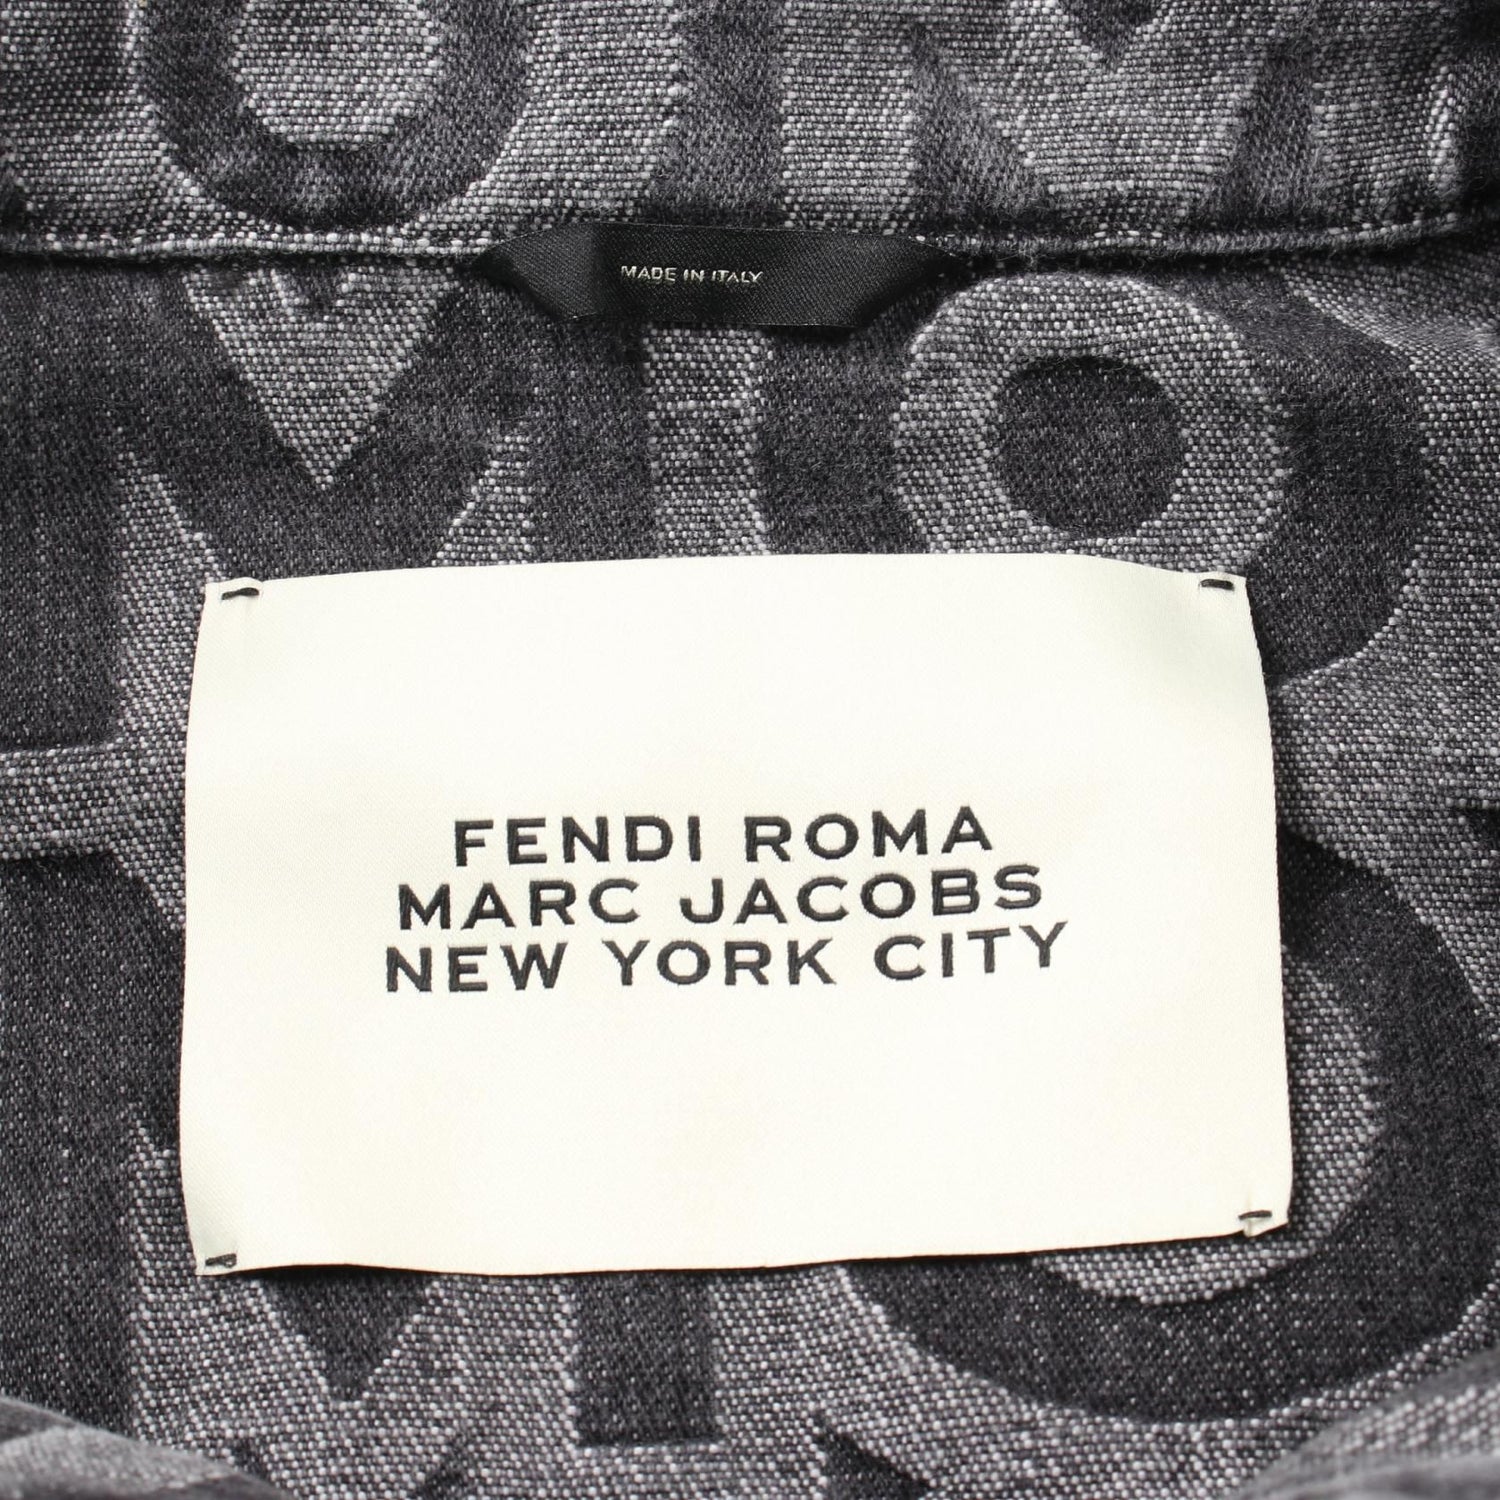 MADE IN ITALY
FENDI ROMA
MARC JACOBS
NEW YORK CITY